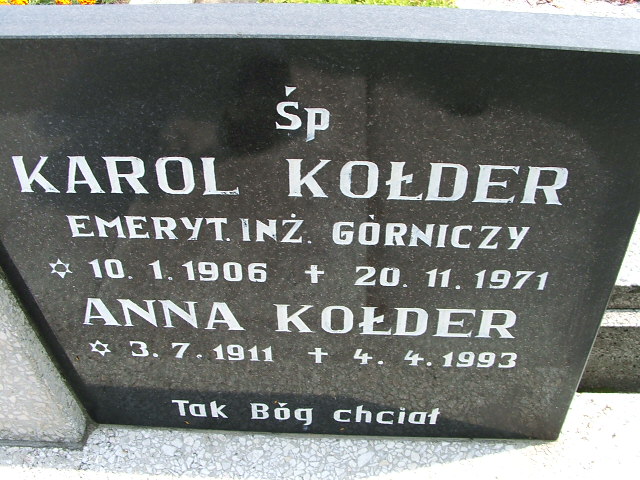 Śp
KAROL KOŁDER
EMERYT. INŻ. GÓRNICZY
✡ 10. 1. 1906 ✝ 20. 11. 1971
ANNA KOŁDER
✡ 3. 7. 1911 ✝ 4. 4. 1993
Tak Bóg chciał